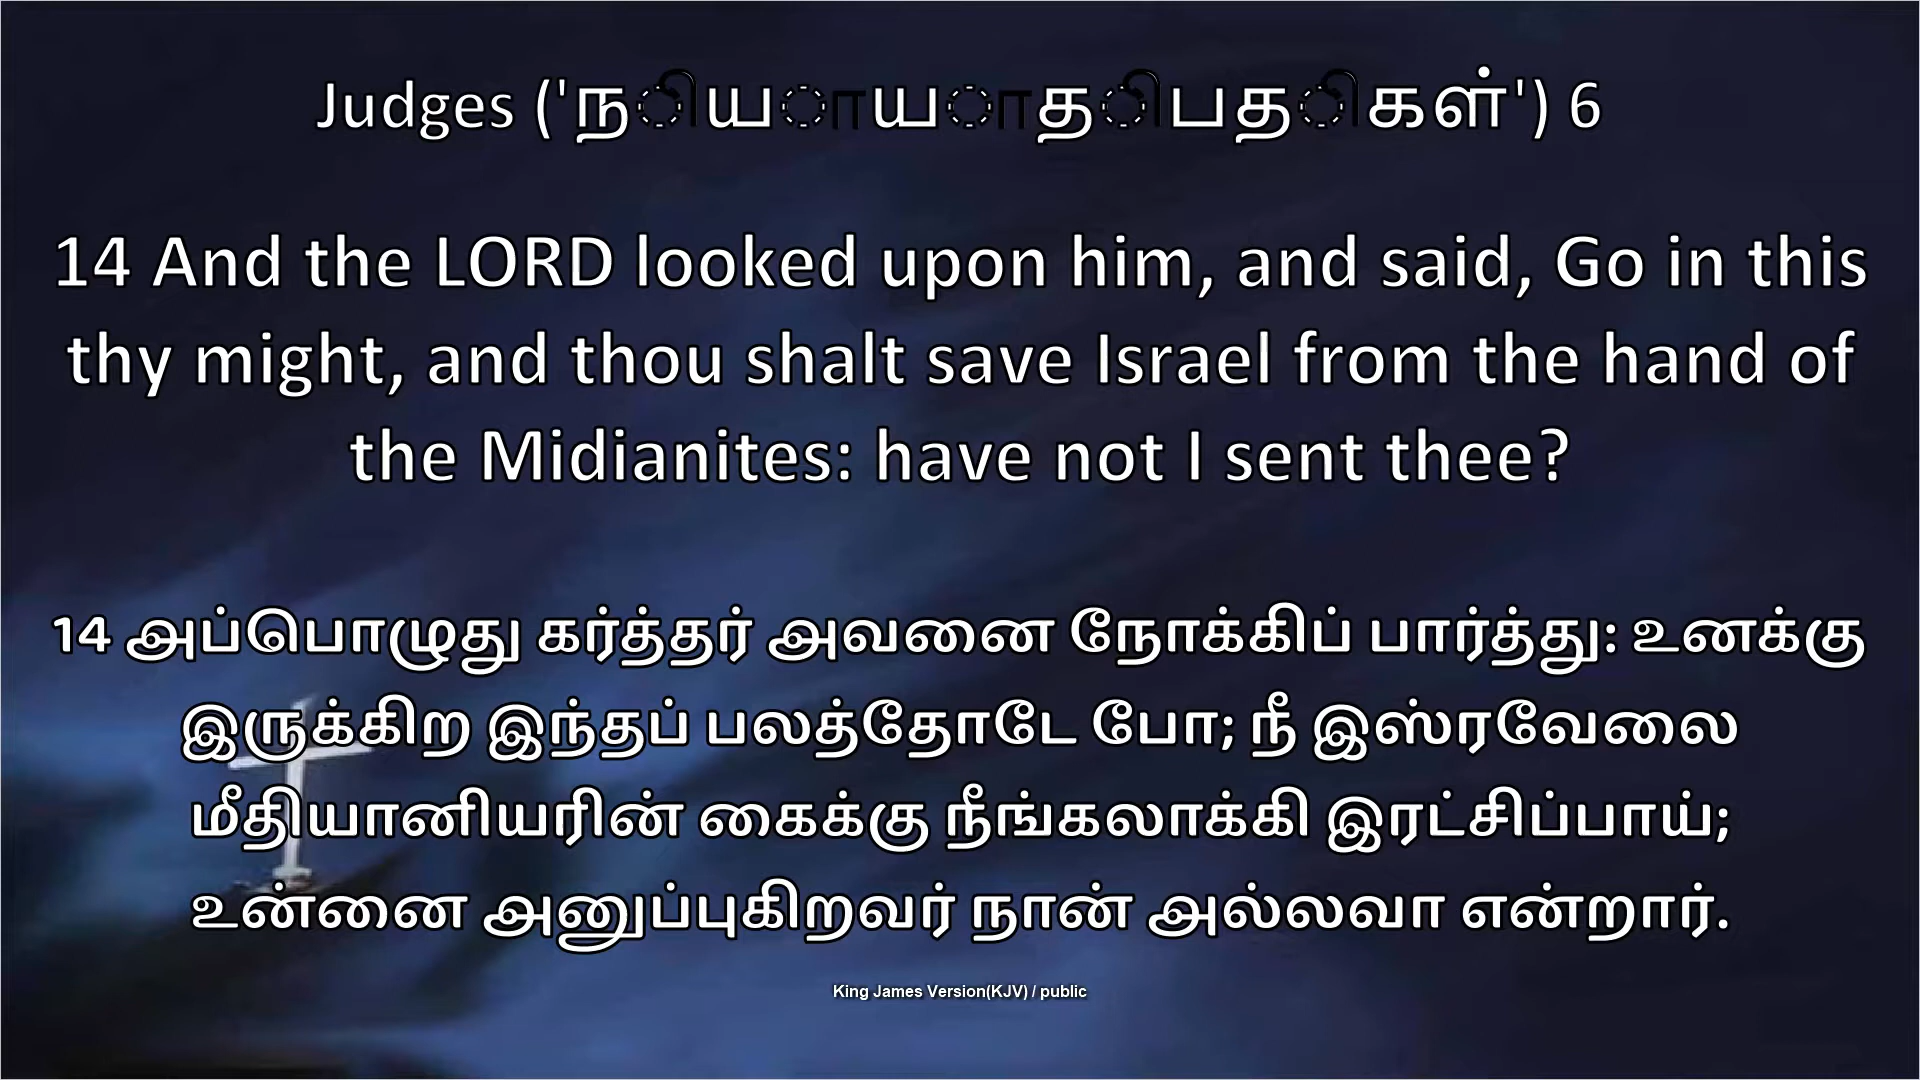 Judges ('நியாயாதிபதிகள்') 6
14 And the LORD looked upon him, and said, Go in this
thy might, and thou shalt save Israel from the hand of
the Midianites: have not I sent thee?
14 அப்பொழுது கர்த்தர் அவனை நோக்கிப் பார்த்து: உனக்கு
இருக்கிற இந்தப் பலத்தோடே போ; நீ இஸ்ரவேலை
மீதியானியரின் கைக்கு நீங்கலாக்கி இரட்சிப்பாய்;
உன்னை அனுப்புகிறவர் நான் அல்லவா என்றார்.
King James Version(KJV) / public